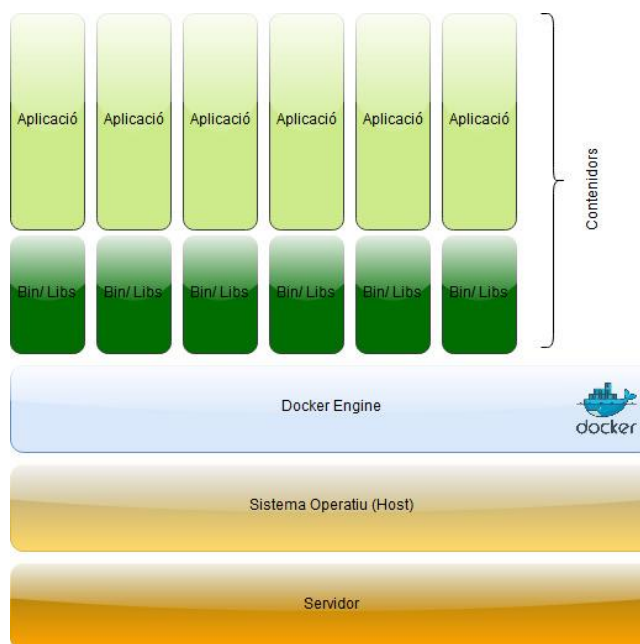 Aplicació Aplicació Aplicació Aplicació Aplicació Aplicació
Contenidors
Bin/ Libs Bin/ Libs Bin/ Libs Bin/ Libs Bin/ Libs Bin/ Libs
Docker Engine
docker
Sistema Operatiu (Host)
Servidor